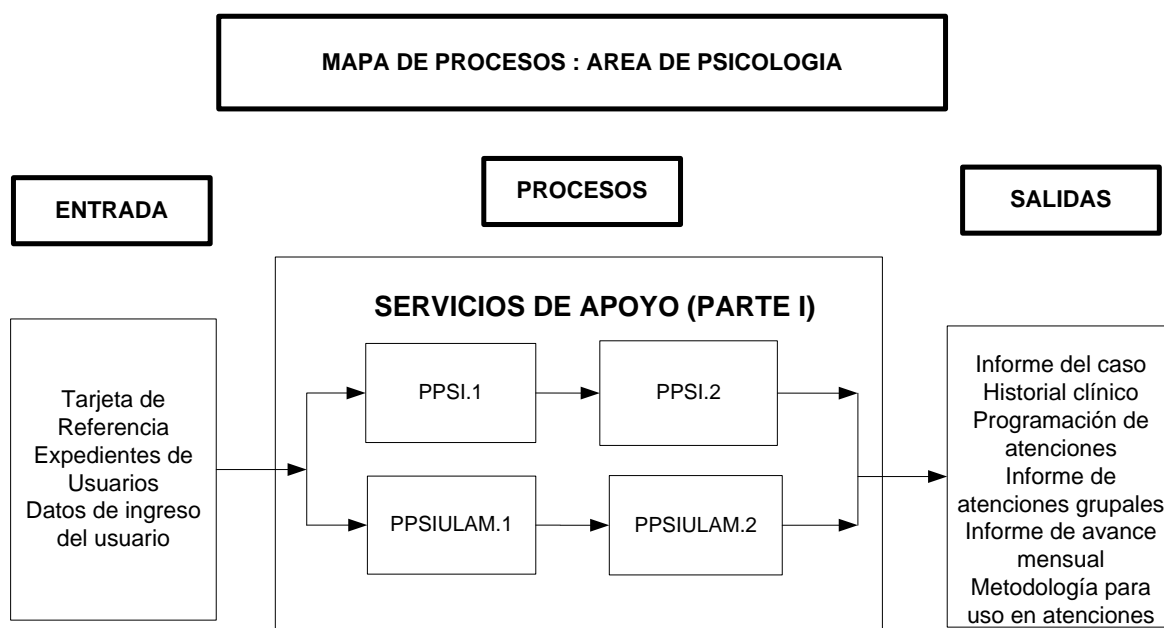 MAPA DE PROCESOS : AREA DE PSICOLOGIA
ENTRADA
PROCESOS
SALIDAS
Tarjeta de
Referencia
Expedientes de
Usuarios
Datos de ingreso
del usuario
SERVICIOS DE APOYO (PARTE I)
PPSI.1
PPSI.2
PPSIULAM.1
PPSIULAM.2
Informe del caso
Historial clínico
Programación de
atenciones
Informe de
atenciones grupales
Informe de avance
mensual
Metodología para
uso en atenciones